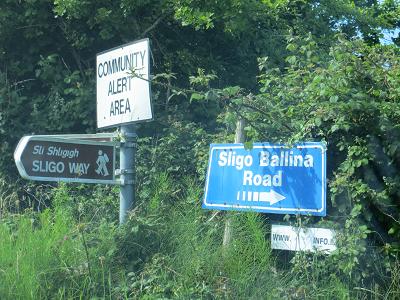 COMMUNITY
ALERT
AREA
Slí Shligigh
SLIGO WAY
Sligo Ballina
Road